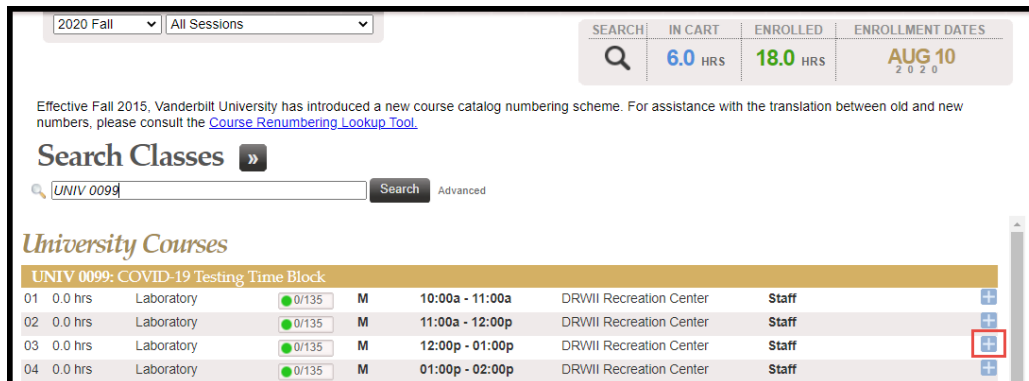 2020 Fall All Sessions
SEARCH IN CART ENROLLED ENROLLMENT DATES
6.0 HRS 18.0 HRS AUG 10
2020
Effective Fall 2015, Vanderbilt University has introduced a new course catalog numbering scheme. For assistance with the translation between old and new
numbers, please consult the Course Renumbering Lookup Tool.
Search Classes »
UNIV 0099 Search Advanced
University Courses
UNIV 0099: COVID-19 Testing Time Block
01 0.0 hrs Laboratory 0/135 M 10:00a - 11:00a DRWII Recreation Center Staff
02 0.0 hrs Laboratory 0/135 M 11:00a - 12:00p DRWII Recreation Center Staff
03 0.0 hrs Laboratory 0/135 M 12:00p - 01:00p DRWII Recreation Center Staff
04 0.0 hrs Laboratory 0/135 M 01:00p - 02:00p DRWII Recreation Center Staff